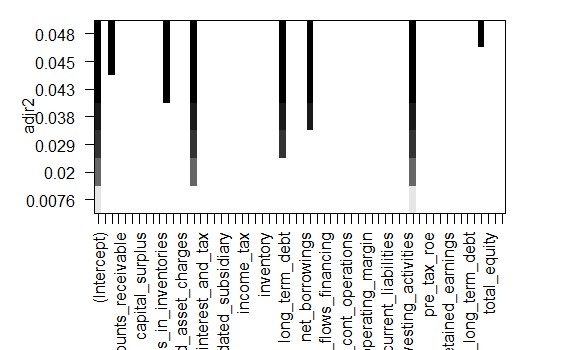 adjr2
0.048
0.045
0.043
0.038
0.029
0.02
0.0076
(Intercept)
ounts_receivable
capital_surplus
s_in_inventories
d_asset_charges
interest_and_tax
dated_subsidiary
income_tax
inventory
long_term_debt
net_borrowings
_flows_financing
_cont_operations
operating_margin
current_liabilities
vesting_activities
pre_tax_roe
etained_earnings
_long_term_debt
total_equity